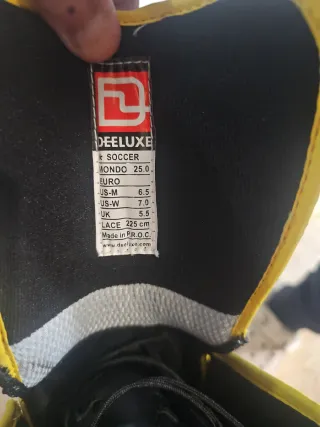 DEELUXE
SOCCER
MONDO 25.0
EURO
US-M 6.5
US-W 7.0
UK 5.5
LACE 225 cm
Made in P.R.O.C.
www.deeluxe.com